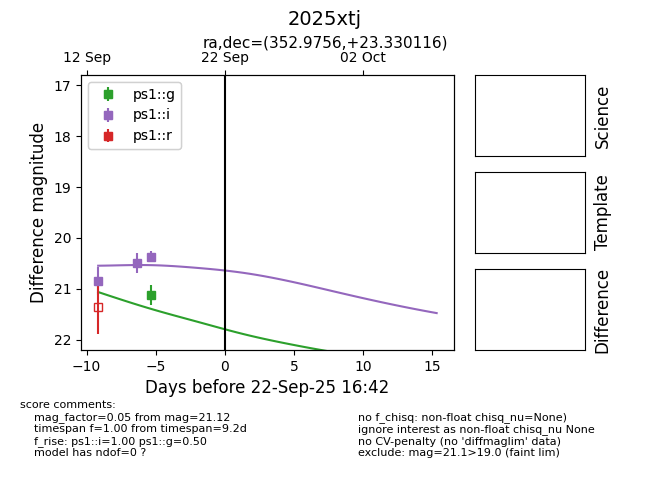 2025xtj
ra,dec=(352.9756,+23.330116)
12 Sep 22 Sep 02 Oct
17
18
19
20
21
22
Difference magnitude
ps1::g
ps1::i
ps1::r
−10 −5 0 5 10 15
Days before 22-Sep-25 16:42
Science
Template
Difference
score comments:
mag_factor=0.05 from mag=21.12
timespan f=1.00 from timespan=9.2d
f_rise: ps1::i=1.00 ps1::g=0.50
model has ndof=0 ?
no f_chisq: non-float chisq_nu=None)
ignore interest as non-float chisq_nu None
no CV-penalty (no 'diffmaglim' data)
exclude: mag=21.1>19.0 (faint lim)